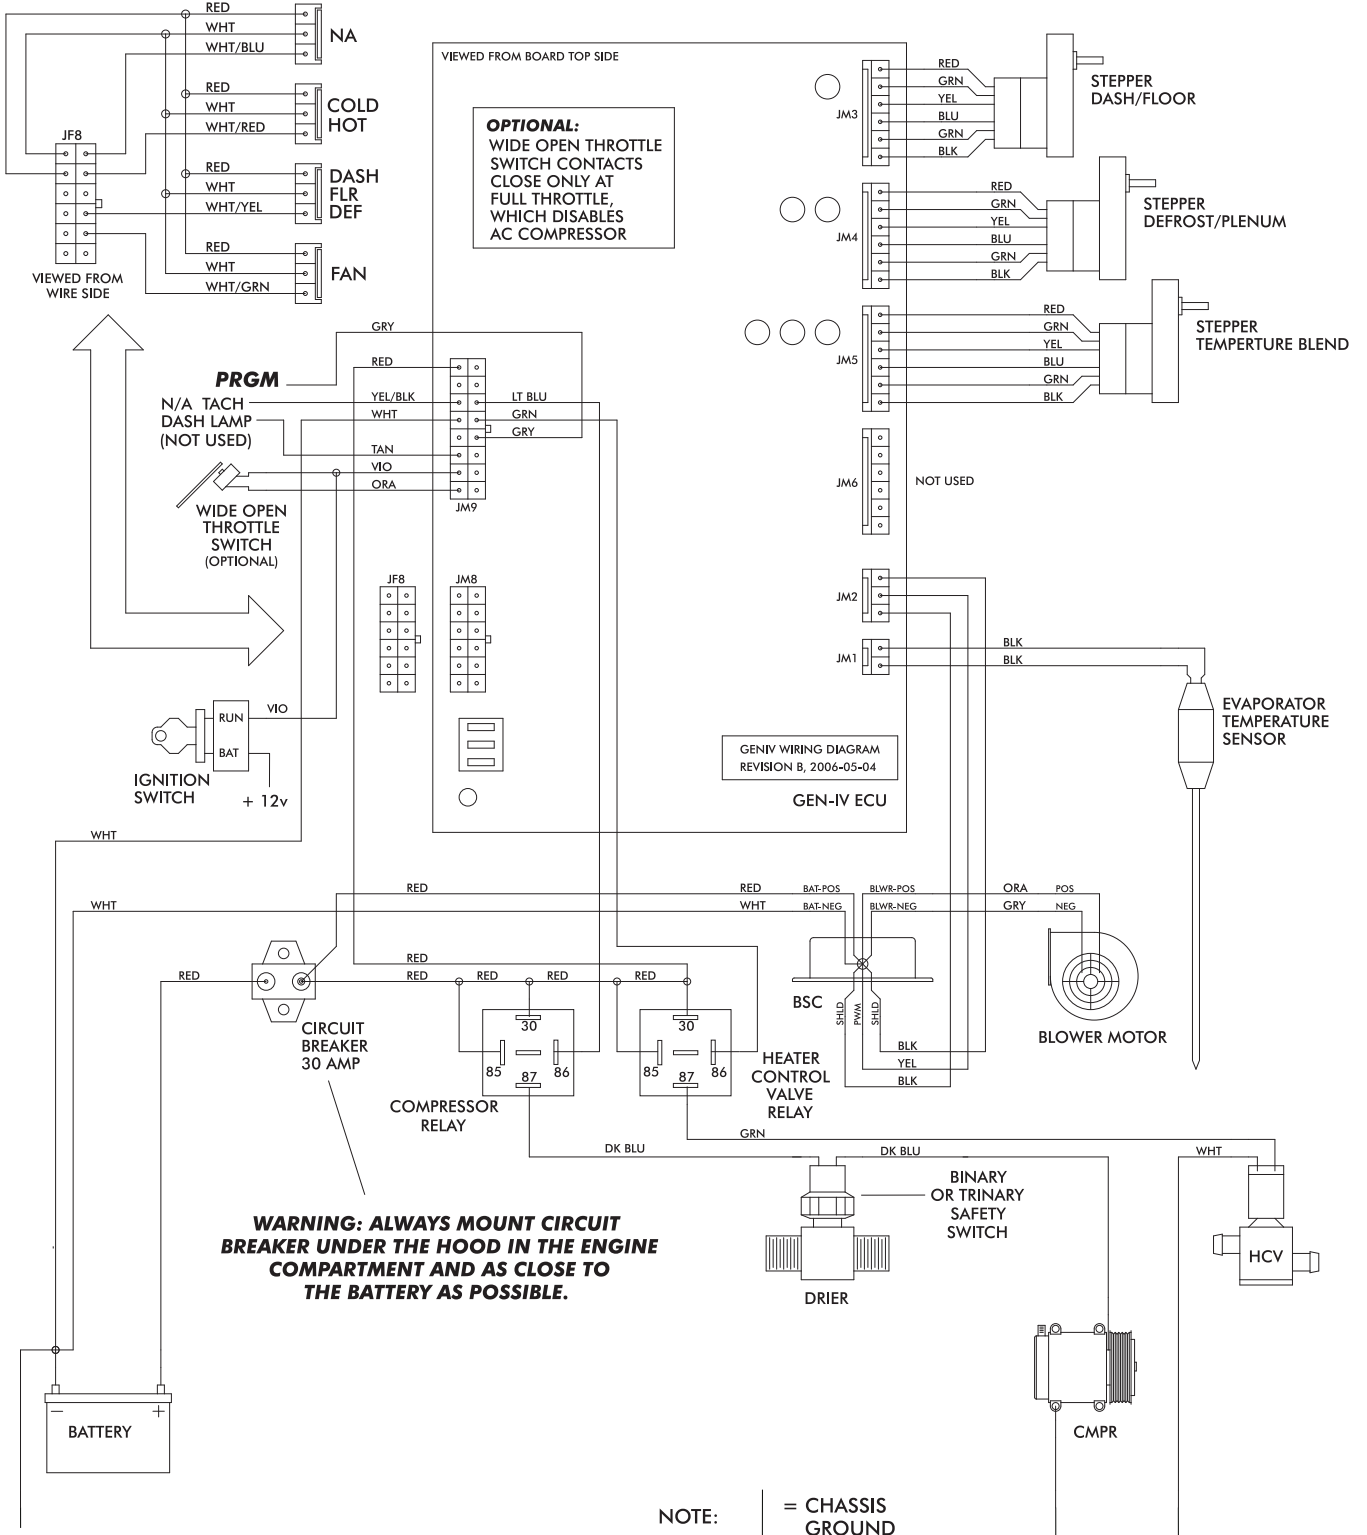 RED
WHT
WHT/BLU
NA
RED
WHT
WHT/RED
COLD
HOT
JF8
RED
WHT
WHT/YEL
DASH
FLR
DEF
RED
WHT
WHT/GRN
FAN
VIEWED FROM
WIRE SIDE
VIEWED FROM BOARD TOP SIDE
OPTIONAL:
WIDE OPEN THROTTLE
SWITCH CONTACTS
CLOSE ONLY AT
FULL THROTTLE,
WHICH DISABLES
AC COMPRESSOR
JM3
RED
GRN
YEL
BLU
GRN
BLK
STEPPER
DASH/FLOOR
JM4
RED
GRN
YEL
BLU
GRN
BLK
STEPPER
DEFROST/PLENUM
JM5
RED
GRN
YEL
BLU
GRN
BLK
STEPPER
TEMPERTURE BLEND
GRY
RED
PRGM
N/A TACH
DASH LAMP
(NOT USED)
YEL/BLK
WHT
TAN
VIO
ORA
LT BLU
GRN
GRY
JM9
WIDE OPEN
THROTTLE
SWITCH
(OPTIONAL)
JM6
NOT USED
JF8
JM8
JM2
JM1
BLK
BLK
EVAPORATOR
TEMPERATURE
SENSOR
RUN
BAT
VIO
IGNITION
SWITCH
+ 12v
GENIV WIRING DIAGRAM
REVISION B, 2006-05-04
GEN-IV ECU
WHT
RED
RED
BAT-POS
BLWR-POS
ORA
POS
WHT
WHT
BAT-NEG
BLWR-NEG
GRY
NEG
RED
RED
RED
RED
RED
RED
BSC
SHLD
PWM
SHLD
BLK
YEL
BLK
BLOWER MOTOR
CIRCUIT
BREAKER
30 AMP
30
85
87
86
COMPRESSOR
RELAY
30
85
87
86
HEATER
CONTROL
VALVE
RELAY
DK BLU
GRN
DK BLU
WHT
BINARY
OR TRINARY
SAFETY
SWITCH
DRIER
HCV
WARNING: ALWAYS MOUNT CIRCUIT
BREAKER UNDER THE HOOD IN THE ENGINE
COMPARTMENT AND AS CLOSE TO
THE BATTERY AS POSSIBLE.
− +
BATTERY
CMPR
NOTE:
= CHASSIS
GROUND